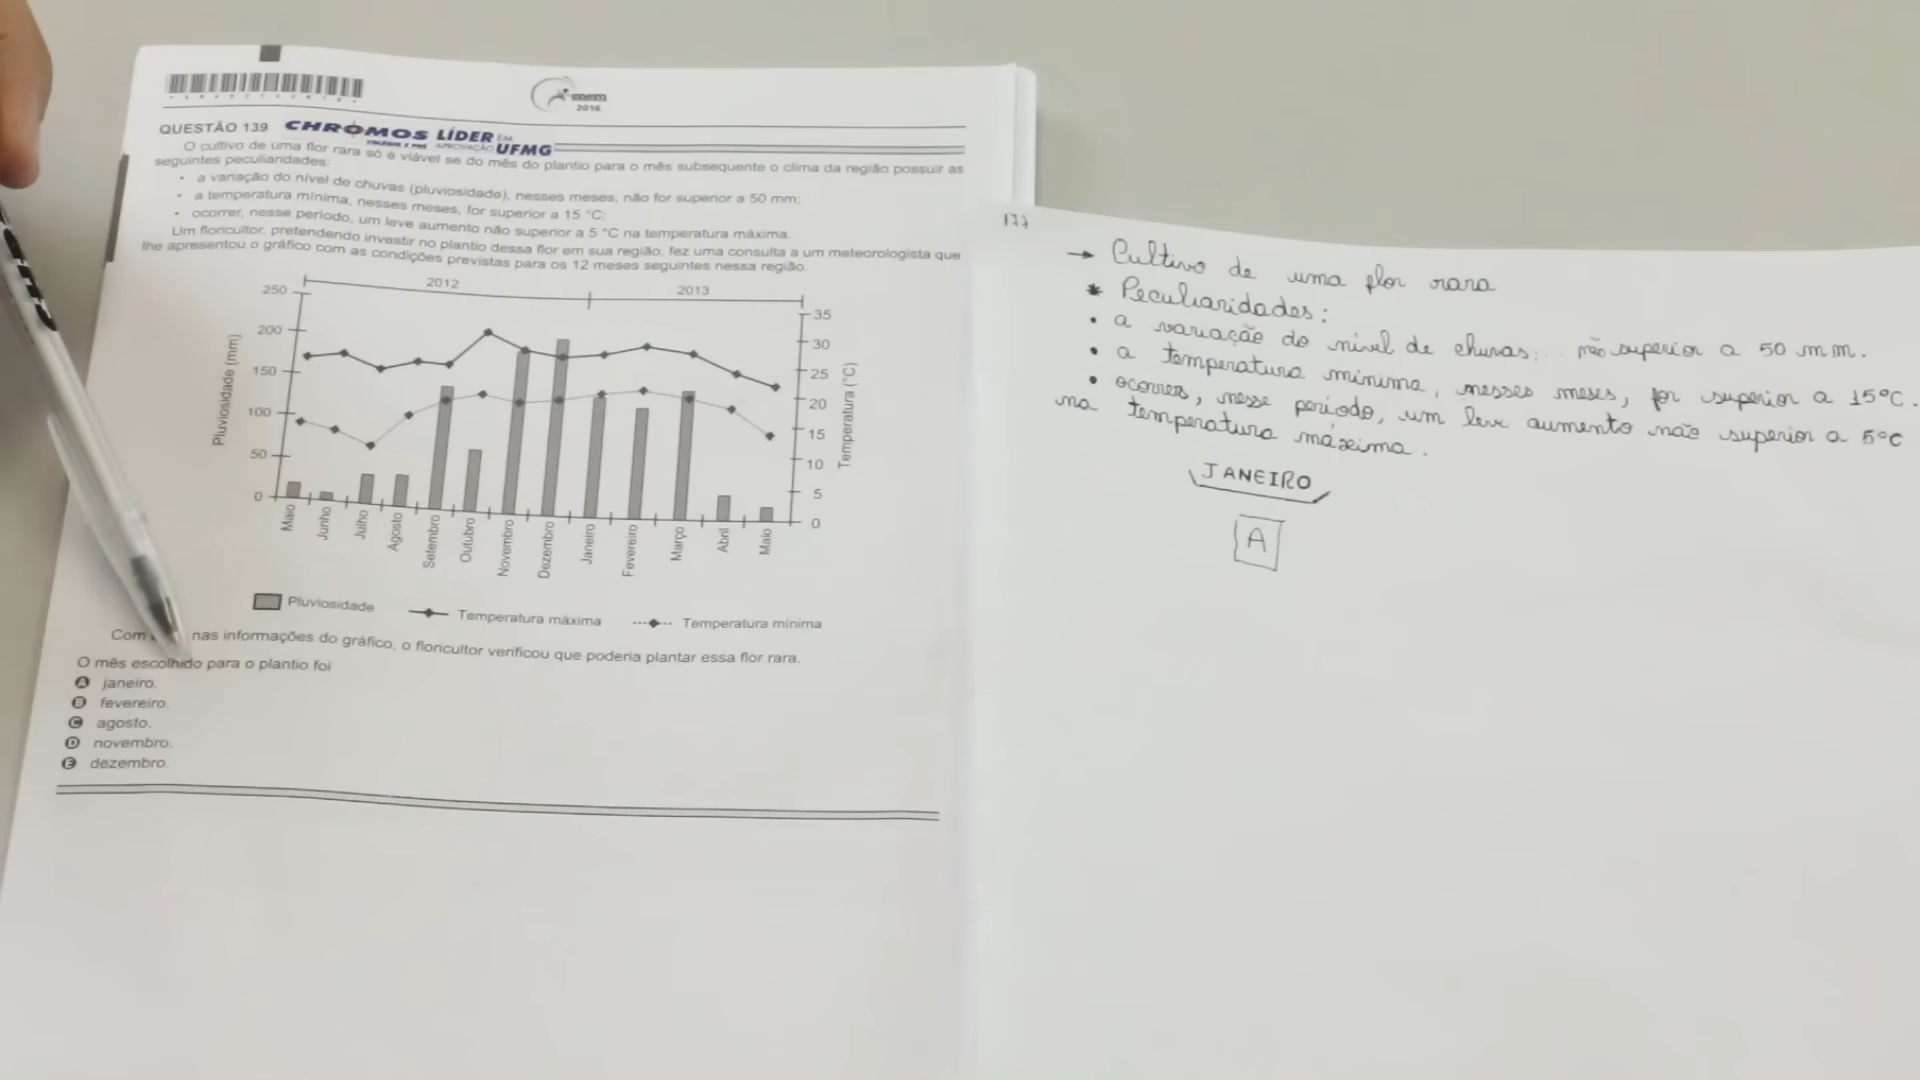 enem
2016
QUESTÃO 139 CHROMOS LÍDER EM
COLÉGIO E PRÉ APROVAÇÃO UFMG
O cultivo de uma flor rara só é viável se do mês do plantio para o mês subsequente o clima da região possuir as
seguintes peculiaridades:
• a variação do nível de chuvas (pluviosidade), nesses meses, não for superior a 50 mm;
• a temperatura mínima, nesses meses, for superior a 15 °C;
• ocorrer, nesse período, um leve aumento não superior a 5 °C na temperatura máxima.
Um floricultor, pretendendo investir no plantio dessa flor em sua região, fez uma consulta a um meteorologista que
lhe apresentou o gráfico com as condições previstas para os 12 meses seguintes nessa região.
2012
2013
Pluviosidade (mm)
250
200
150
100
50
0
35
30
25
20
15
10
5
0
Temperatura (°C)
Maio
Junho
Julho
Agosto
Setembro
Outubro
Novembro
Dezembro
Janeiro
Fevereiro
Março
Abril
Maio
Pluviosidade
Temperatura máxima
Temperatura mínima
Com nas informações do gráfico, o floricultor verificou que poderia plantar essa flor rara.
O mês escolhido para o plantio foi
A janeiro.
B fevereiro.
C agosto.
D novembro.
E dezembro.
177
→ Cultivo de uma flor rara
* Peculiaridades:
• a variação do nível de chuvas; ... não superior a 50 mm.
• a temperatura mínima, nesses meses, for superior a 15°C.
• ocorrer, nesse período, um leve aumento não superior a 5°C
na temperatura máxima.
JANEIRO
A